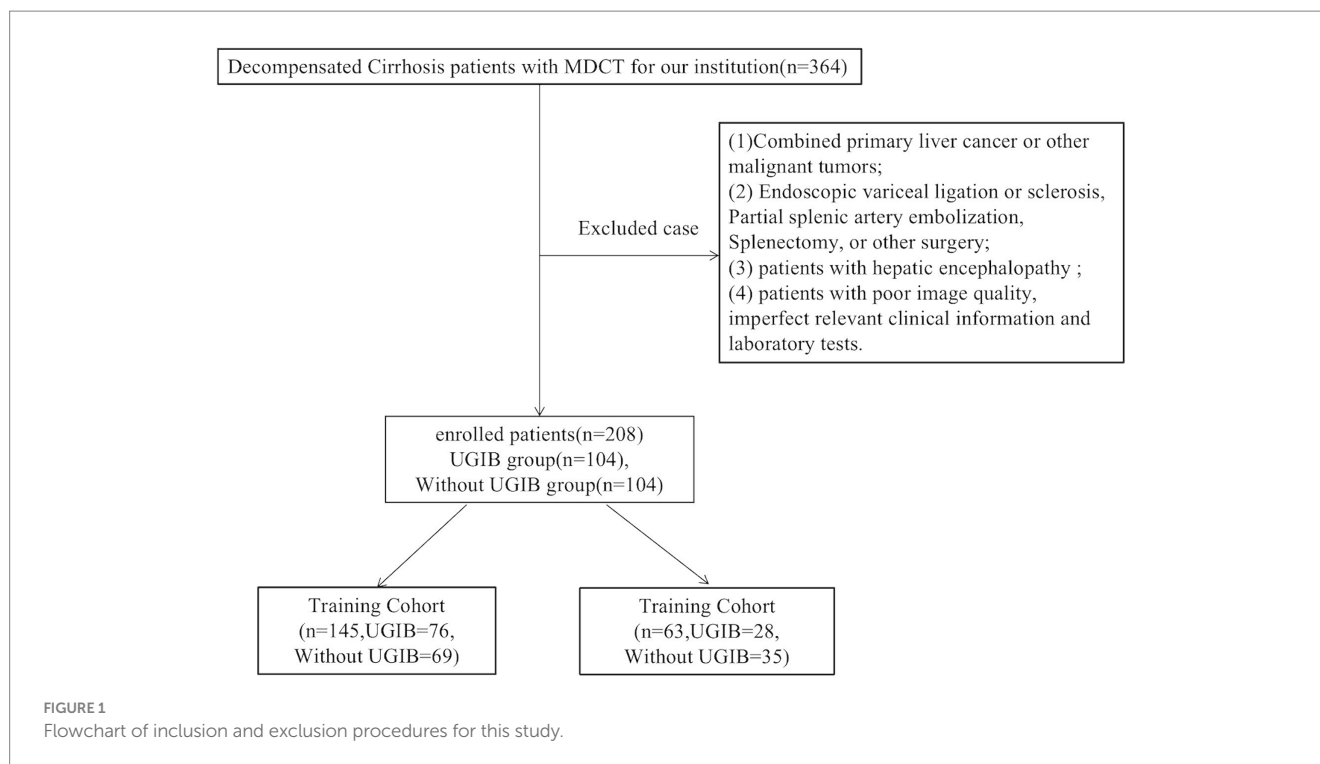 Decompensated Cirrhosis patients with MDCT for our institution(n=364)
(1)Combined primary liver cancer or other
malignant tumors;
(2) Endoscopic variceal ligation or sclerosis,
Partial splenic artery embolization,
Splenectomy, or other surgery;
(3) patients with hepatic encephalopathy ;
(4) patients with poor image quality,
imperfect relevant clinical information and
laboratory tests.
Excluded case
enrolled patients(n=208)
UGIB group(n=104),
Without UGIB group(n=104)
Training Cohort
(n=145,UGIB=76,
Without UGIB=69)
Training Cohort
(n=63,UGIB=28,
Without UGIB=35)
FIGURE 1
Flowchart of inclusion and exclusion procedures for this study.